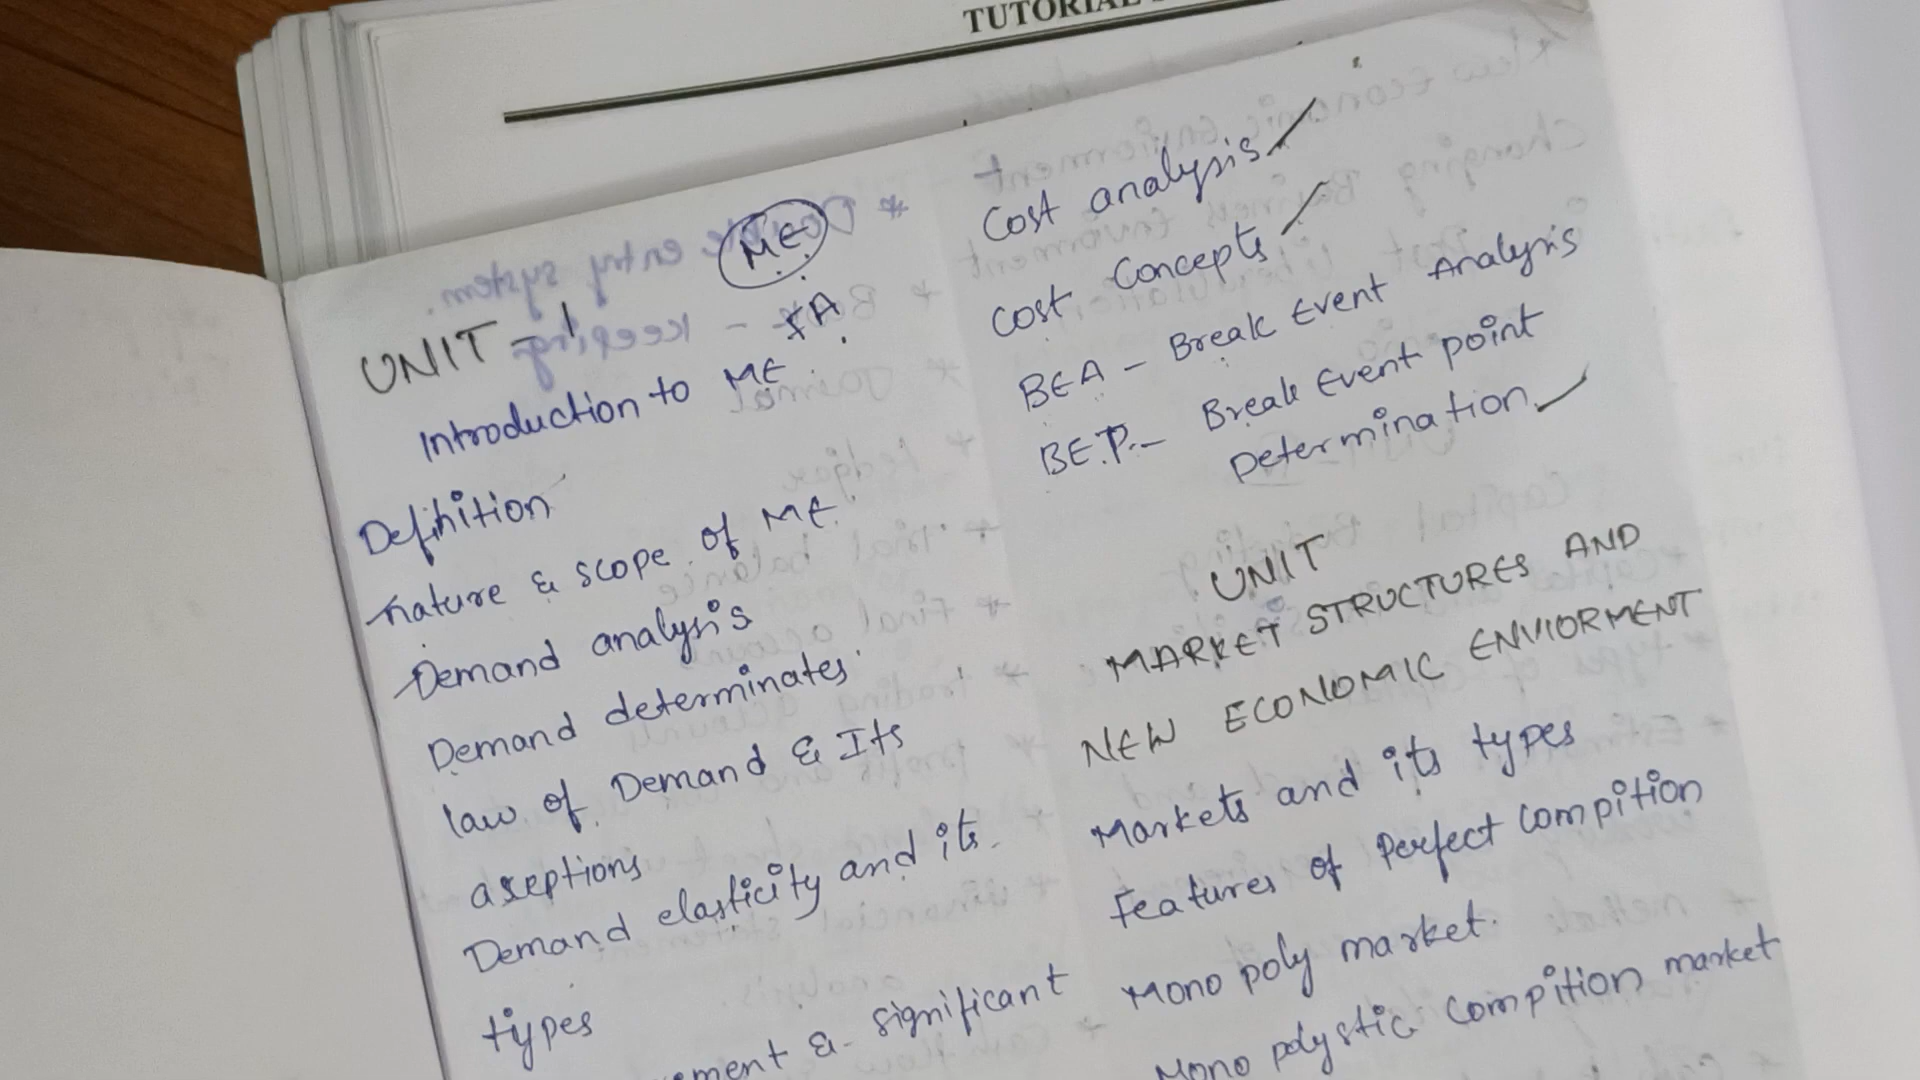 TUTORIAL
ME
& A
UNIT - 1
Introduction to ME
Definition
nature & scope of ME
Demand analysis
Demand determinates
law of Demand & Its
aseptions
Demand elasticity and its
types
& significant
Cost analysis
Cost Concepts
BEA - Break Event Analysis
BEP - Break Event point
Determination
UNIT
MARKET STRUCTURES AND
NEW ECONOMIC ENVIORMENT
Markets and its types
Features of Perfect Compition
Mono poly market.
Mono polystic Compition market